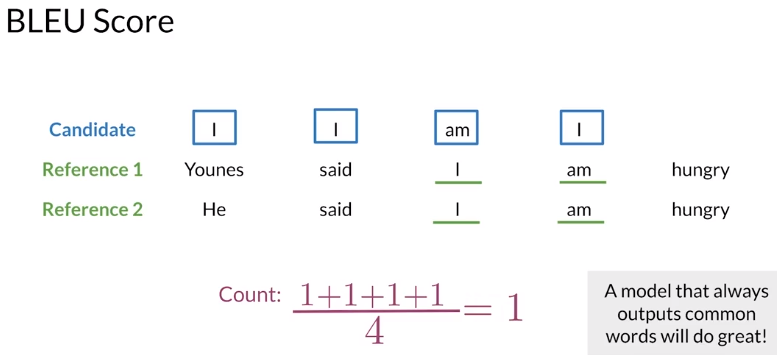 BLEU Score
Candidate I I am I
Reference 1 Younes said I am hungry
Reference 2 He said I am hungry
Count: 1+1+1+1/4 = 1
A model that always
outputs common
words will do great!